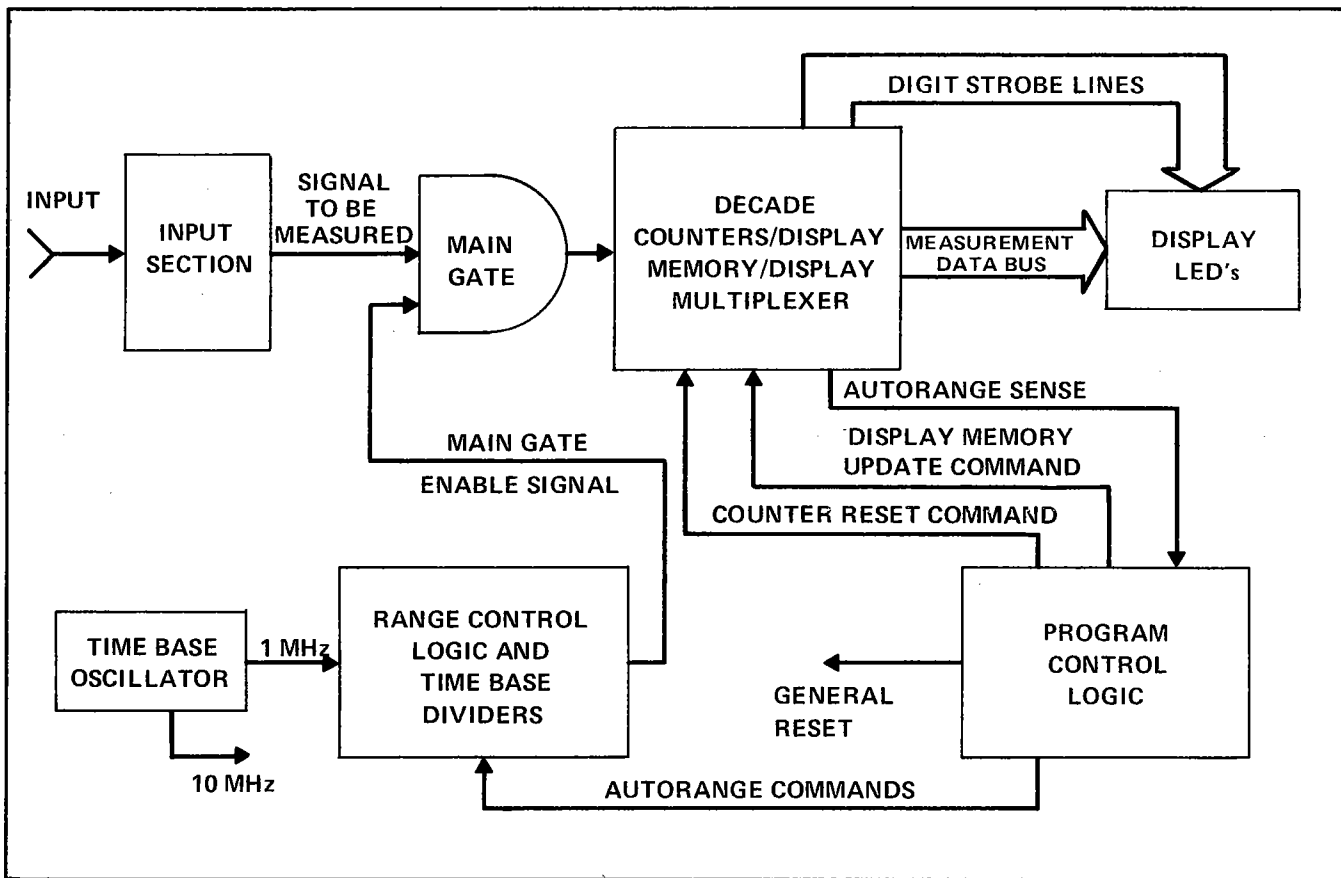 DIGIT STROBE LINES
INPUT
INPUT
SECTION
SIGNAL
TO BE
MEASURED
MAIN
GATE
DECADE
COUNTERS/DISPLAY
MEMORY/DISPLAY
MULTIPLEXER
MEASUREMENT
DATA BUS
DISPLAY
LED's
AUTORANGE SENSE
DISPLAY MEMORY
UPDATE COMMAND
COUNTER RESET COMMAND
MAIN GATE
ENABLE SIGNAL
TIME BASE
OSCILLATOR
1 MHz
10 MHz
RANGE CONTROL
LOGIC AND
TIME BASE
DIVIDERS
GENERAL
RESET
PROGRAM
CONTROL
LOGIC
AUTORANGE COMMANDS